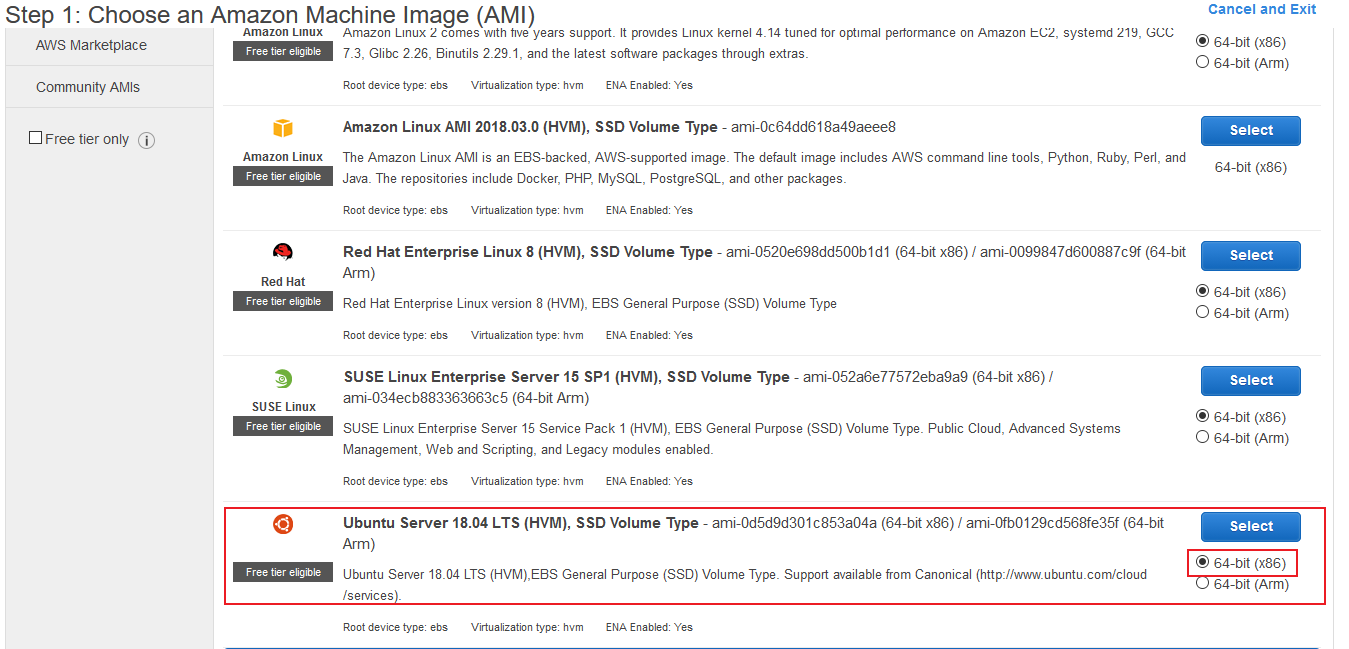 Step 1: Choose an Amazon Machine Image (AMI)
Cancel and Exit
AWS Marketplace
Community AMIs
Free tier only
Amazon Linux
Free tier eligible
Amazon Linux 2 comes with five years support. It provides Linux kernel 4.14 tuned for optimal performance on Amazon EC2, systemd 219, GCC
7.3, Glibc 2.26, Binutils 2.29.1, and the latest software packages through extras.
Root device type: ebs Virtualization type: hvm ENA Enabled: Yes
64-bit (x86)
64-bit (Arm)
Amazon Linux
Free tier eligible
Amazon Linux AMI 2018.03.0 (HVM), SSD Volume Type - ami-0c64dd618a49aeee8
The Amazon Linux AMI is an EBS-backed, AWS-supported image. The default image includes AWS command line tools, Python, Ruby, Perl, and
Java. The repositories include Docker, PHP, MySQL, PostgreSQL, and other packages.
Root device type: ebs Virtualization type: hvm ENA Enabled: Yes
Select
64-bit (x86)
Red Hat
Free tier eligible
Red Hat Enterprise Linux 8 (HVM), SSD Volume Type - ami-0520e698dd500b1d1 (64-bit x86) / ami-0099847d600887c9f (64-bit
Arm)
Red Hat Enterprise Linux version 8 (HVM), EBS General Purpose (SSD) Volume Type
Root device type: ebs Virtualization type: hvm ENA Enabled: Yes
Select
64-bit (x86)
64-bit (Arm)
SUSE Linux
Free tier eligible
SUSE Linux Enterprise Server 15 SP1 (HVM), SSD Volume Type - ami-052a6e77572eba9a9 (64-bit x86) /
ami-034ecb883363663c5 (64-bit Arm)
SUSE Linux Enterprise Server 15 Service Pack 1 (HVM), EBS General Purpose (SSD) Volume Type. Public Cloud, Advanced Systems
Management, Web and Scripting, and Legacy modules enabled.
Root device type: ebs Virtualization type: hvm ENA Enabled: Yes
Select
64-bit (x86)
64-bit (Arm)
Free tier eligible
Ubuntu Server 18.04 LTS (HVM), SSD Volume Type - ami-0d5d9d301c853a04a (64-bit x86) / ami-0fb0129cd568fe35f (64-bit
Arm)
Ubuntu Server 18.04 LTS (HVM),EBS General Purpose (SSD) Volume Type. Support available from Canonical (http://www.ubuntu.com/cloud
/services).
Root device type: ebs Virtualization type: hvm ENA Enabled: Yes
Select
64-bit (x86)
64-bit (Arm)